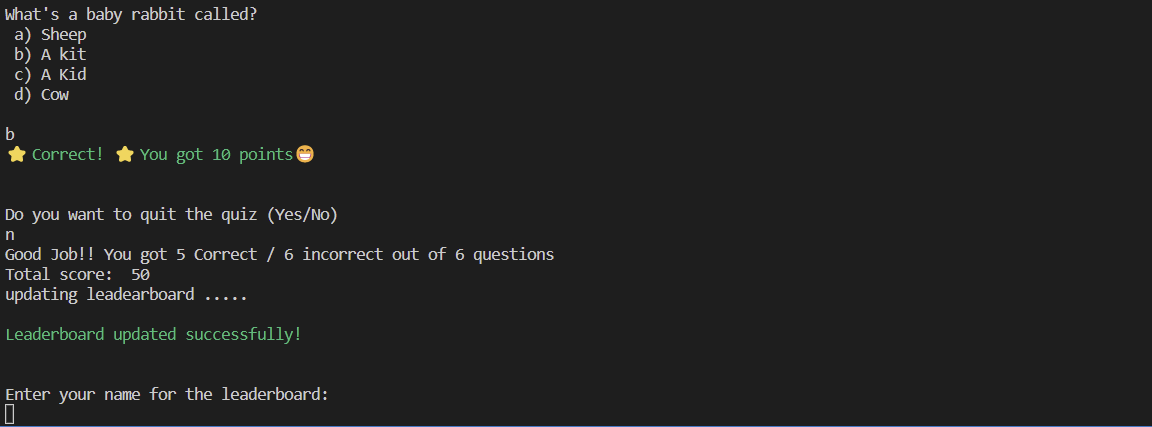 What's a baby rabbit called?
a) Sheep
b) A kit
c) A Kid
d) Cow
b
⭐ Correct! ⭐ You got 10 points😁
Do you want to quit the quiz (Yes/No)
n
Good Job!! You got 5 Correct / 6 incorrect out of 6 questions
Total score:  50
updating leadearboard .....
Leaderboard updated successfully!
Enter your name for the leaderboard: